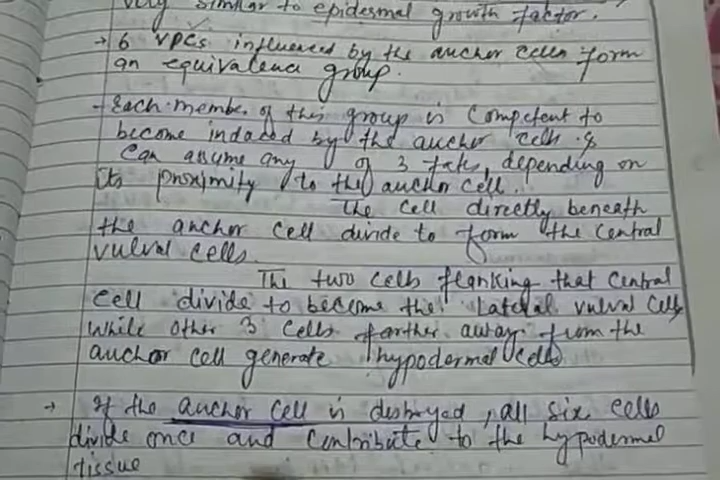 very similar to epidesmal growth factor.
→ 6 VPCs influenced by the anchor cells form
an equivalence group.
→ Each member of this group is competent to
become induced by the anchor cells &
Can assume any of 3 fats, depending on
its proximity to the anchor cell.
The cell directly beneath
the anchor cell divide to form the central
vulval cells.
The two cells flanking that central
cell divide to become the lateral vulval cells
while other 3 cells farther away from the
anchor cell generate hypodermal cells
→ If the anchor cell is destroyed, all six cells
divide once and contribute to the hypodermal
tissue